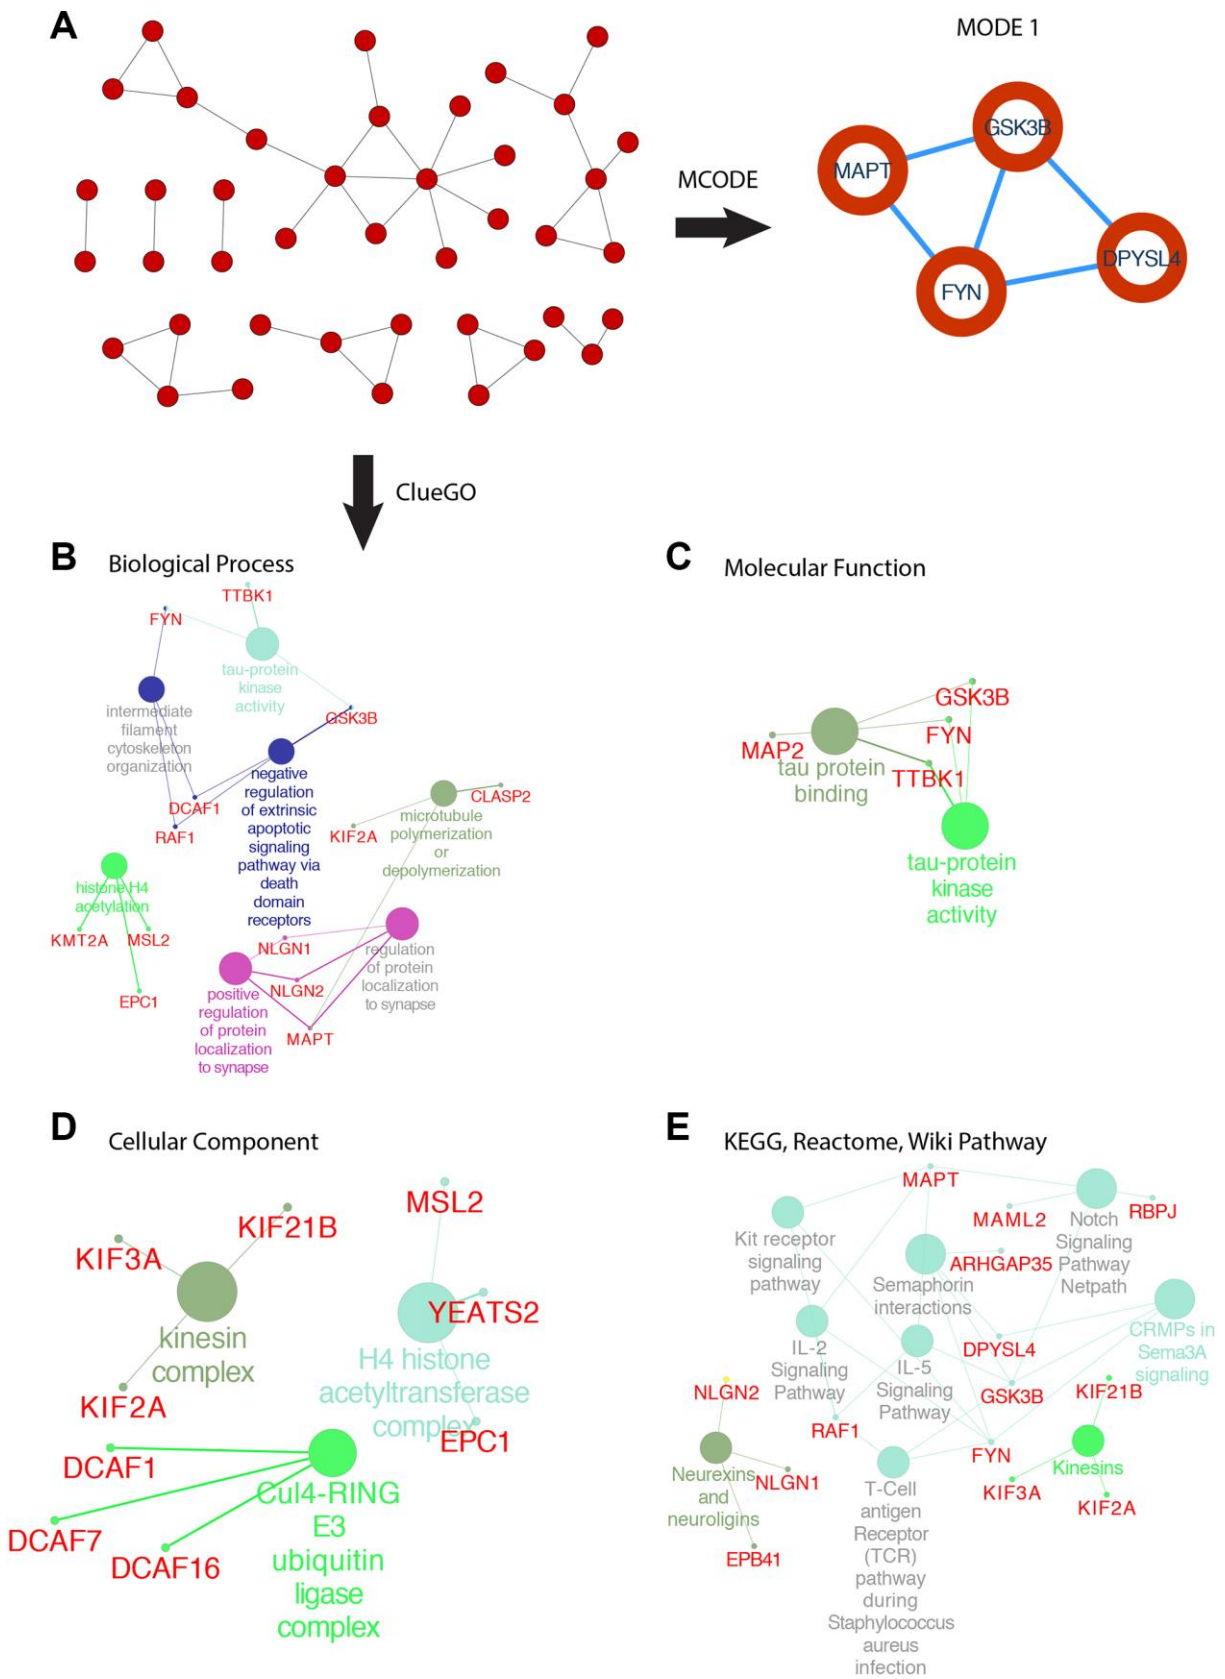 A
MODE 1
GSK3B
MAPT
MCODE
DPYSL4
FYN
ClueGO
B
Biological Process
TTBK1
FYN
tau-protein
kinase
activity
intermediate
filament
cytoskeleton
organization
GSK3B
negative
regulation
of extrinsic
apoptotic
signaling
pathway via
death
domain
receptors
DCAF1
RAF1
CLASP2
microtubule
polymerization
or
depolymerization
KIF2A
histone H4
acetylation
KMT2A
MSL2
EPC1
NLGN1
regulation
of protein
localization
to synapse
NLGN2
positive
regulation
of protein
localization
to synapse
MAPT
C
Molecular Function
GSK3B
FYN
MAP2
tau protein
binding
TTBK1
tau-protein
kinase
activity
D
Cellular Component
MSL2
KIF21B
KIF3A
YEATS2
kinesin
complex
H4 histone
acetyltransferase
complex
KIF2A
EPC1
DCAF1
Cul4-RING
E3
ubiquitin
ligase
complex
DCAF7
DCAF16
E
KEGG, Reactome, Wiki Pathway
MAPT
MAML2
RBPJ
Notch
Signaling
Pathway
Netpath
Kit receptor
signaling
pathway
ARHGAP35
Semaphorin
interactions
CRMPs in
Sema3A
signaling
IL-2
Signaling
Pathway
DPYSL4
IL-5
Signaling
Pathway
GSK3B
KIF21B
NLGN2
RAF1
FYN
Kinesins
Neurexins
and
neuroligins
NLGN1
KIF3A
KIF2A
T-Cell
antigen
Receptor
(TCR)
pathway
during
Staphylococcus
aureus
infection
EPB41